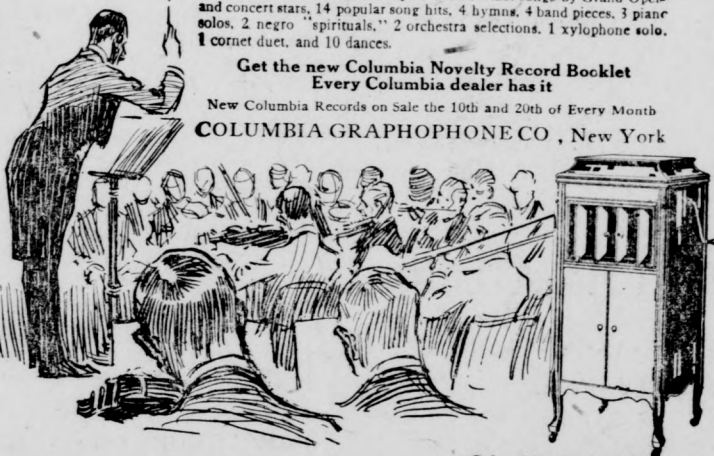 and concert stars, 14 popular song hits, 4 hymns, 4 band pieces, 3 piano
solos, 2 negro "spirituals," 2 orchestra selections, 1 xylophone solo,
1 cornet duet, and 10 dances.
Get the new Columbia Novelty Record Booklet
Every Columbia dealer has it
New Columbia Records on Sale the 10th and 20th of Every Month
COLUMBIA GRAPHOPHONE CO , New York